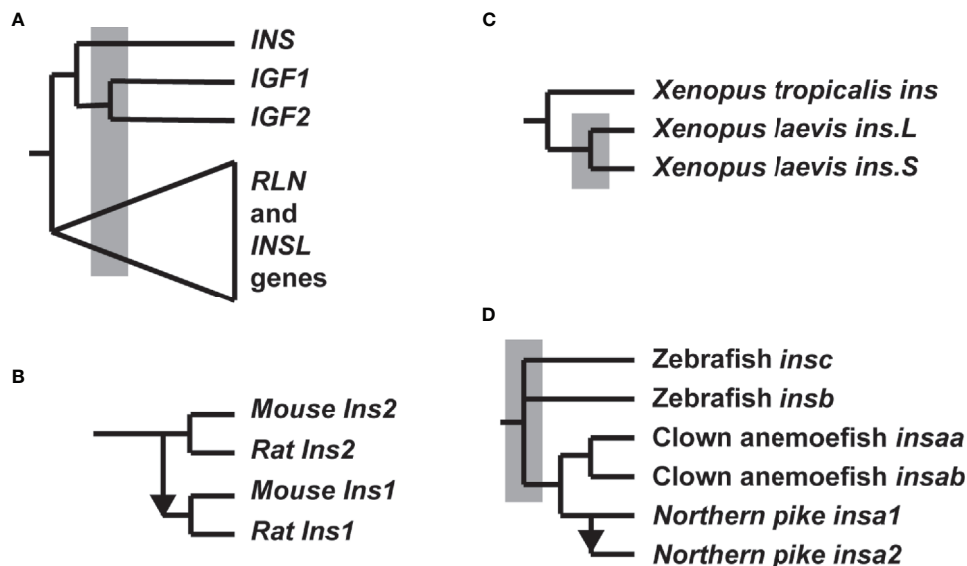 A
INS
IGF1
IGF2
RLN
and
INSL
genes
B
Mouse Ins2
Rat Ins2
Mouse Ins1
Rat Ins1
C
Xenopus tropicalis ins
Xenopus laevis ins.L
Xenopus laevis ins.S
D
Zebrafish insc
Zebrafish insb
Clown anemoefish insaa
Clown anemoefish insab
Northern pike insa1
Northern pike insa2